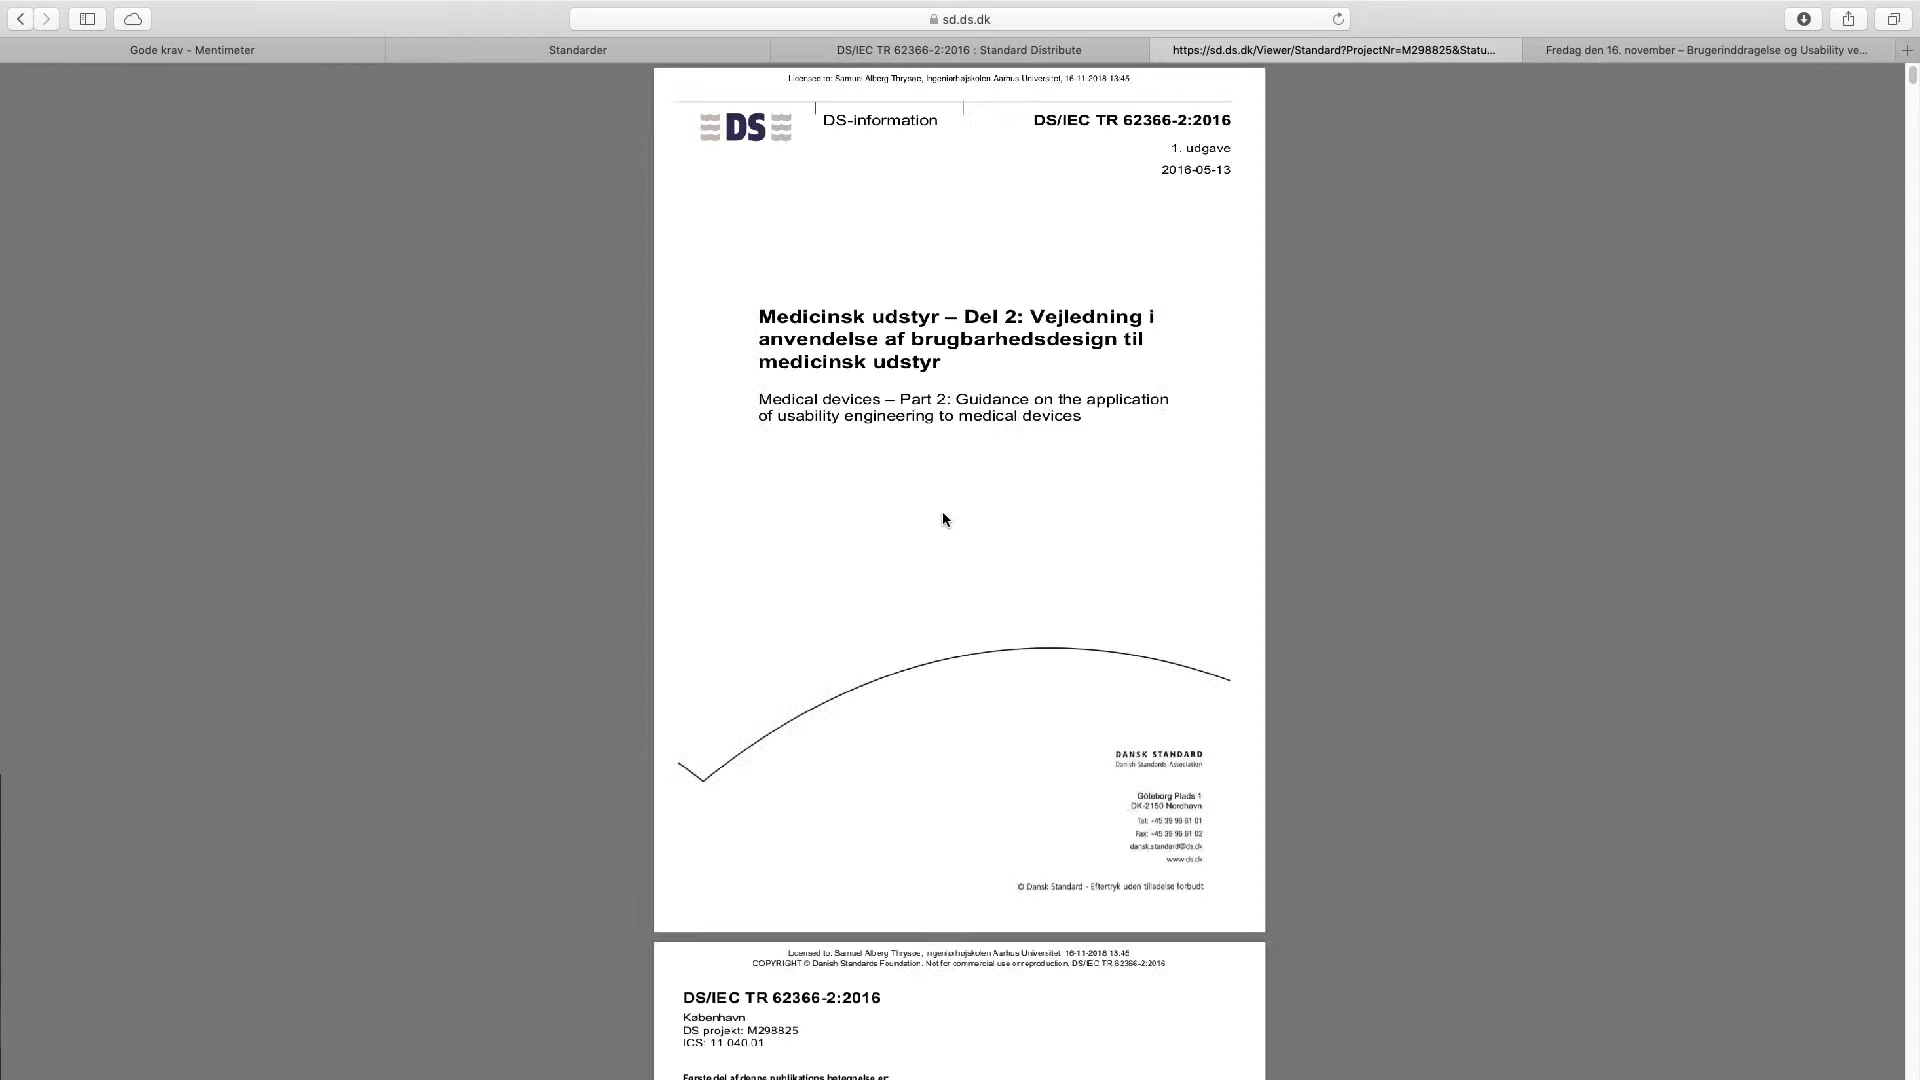 sd.ds.dk
Gode krav - Mentimeter
Standarder
DS/IEC TR 62366-2:2016 : Standard Distribute
https://sd.ds.dk/Viewer/Standard?ProjectNr=M298825&Statu...
Fredag den 16. november – Brugerinddragelse og Usability ve...
Licensed to: Samuel Alberg Thrysøe, Ingeniørhøjskolen Aarhus Universitet, 16-11-2018 13:45
DS
DS-information
DS/IEC TR 62366-2:2016
1. udgave
2016-05-13
Medicinsk udstyr – Del 2: Vejledning i
anvendelse af brugbarhedsdesign til
medicinsk udstyr
Medical devices – Part 2: Guidance on the application
of usability engineering to medical devices
DANSK STANDARD
Danish Standards Association
Göteborg Plads 1
DK-2150 Nordhavn
Tel: +45 39 96 61 01
Fax: +45 39 96 61 02
dansk.standard@ds.dk
www.ds.dk
© Dansk Standard - Eftertryk uden tilladelse forbudt
Licensed to: Samuel Alberg Thrysøe, Ingeniørhøjskolen Aarhus Universitet, 16-11-2018 13:45
COPYRIGHT © Danish Standards Foundation. Not for commercial use or reproduction. DS/IEC TR 62366-2:2016
DS/IEC TR 62366-2:2016
København
DS projekt: M298825
ICS: 11.040.01
Første del af denne publikations betegnelse er: